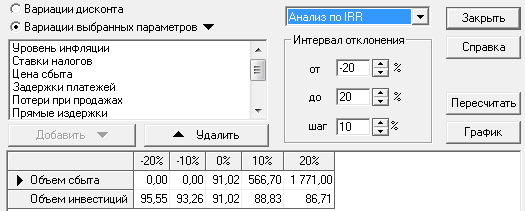 Вариации дисконта
Вариации выбранных параметров
Уровень инфляции
Ставки налогов
Цена сбыта
Задержки платежей
Потери при продажах
Прямые издержки
Добавить
Удалить
Анализ по IRR
Интервал отклонения
от -20 %
до 20 %
шаг 10 %
Закрыть
Справка
Пересчитать
График
-20% -10% 0% 10% 20%
Объем сбыта 0,00 0,00 91,02 566,70 1 771,00
Объем инвестиций 95,55 93,26 91,02 88,83 86,71